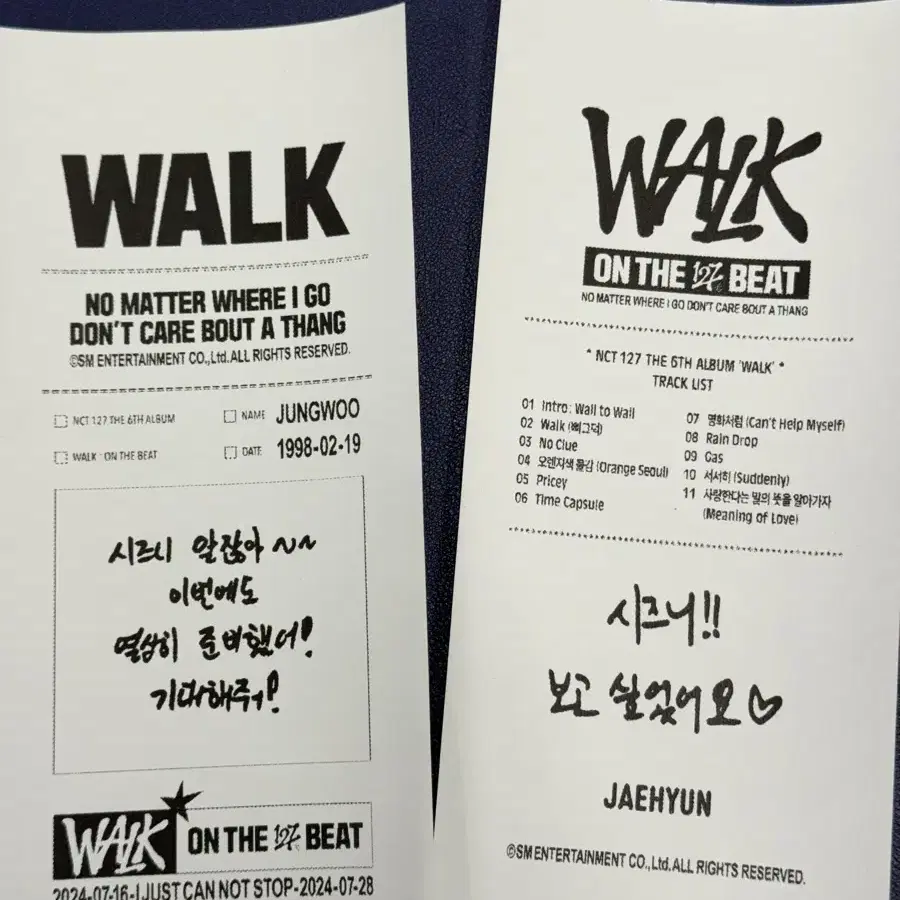 WALK
NO MATTER WHERE I GO
DON'T CARE BOUT A THANG
©SM ENTERTAINMENT CO.,Ltd.ALL RIGHTS RESERVED.
NCT 127 THE 6TH ALBUM
NAME JUNGWOO
WALK ON THE BEAT
DATE 1998-02-19
시즈니 알잖아 ~~
이번에도
열심히 준비했어!
기대해줘!
WALK ON THE 127 BEAT
2024-07-16-I JUST CAN NOT STOP-2024-07-28
WALK
ON THE 127 BEAT
NO MATTER WHERE I GO DON'T CARE BOUT A THANG
* NCT 127 THE 6TH ALBUM 'WALK' *
TRACK LIST
01 Intro: Wall to Wall
02 Walk (삐그덕)
03 No Clue
04 오렌지색 물감 (Orange Seoul)
05 Pricey
06 Time Capsule
07 영화처럼 (Can't Help Myself)
08 Rain Drop
09 Gas
10 서서히 (Suddenly)
11 사랑한다는 말의 뜻을 알아가자
(Meaning of Love)
시즈니!!
보고 싶었어요♡
JAEHYUN
©SM ENTERTAINMENT CO.,Ltd.ALL RIGHTS RESERVED.